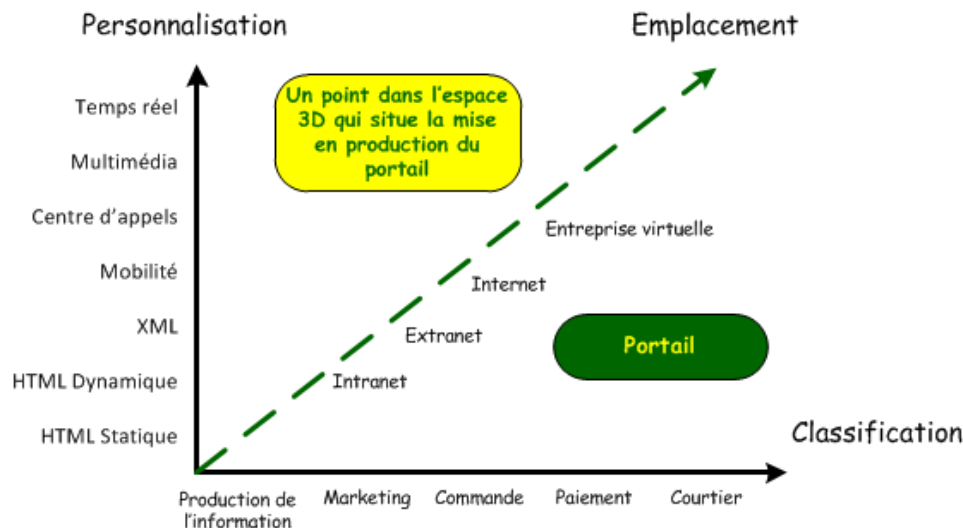 Personnalisation
Emplacement
Temps réel
Multimédia
Centre d'appels
Mobilité
XML
HTML Dynamique
HTML Statique
Un point dans l'espace
3D qui situe la mise
en production du
portail
Entreprise virtuelle
Internet
Extranet
Intranet
Portail
Classification
Production de
l'information
Marketing
Commande
Paiement
Courtier